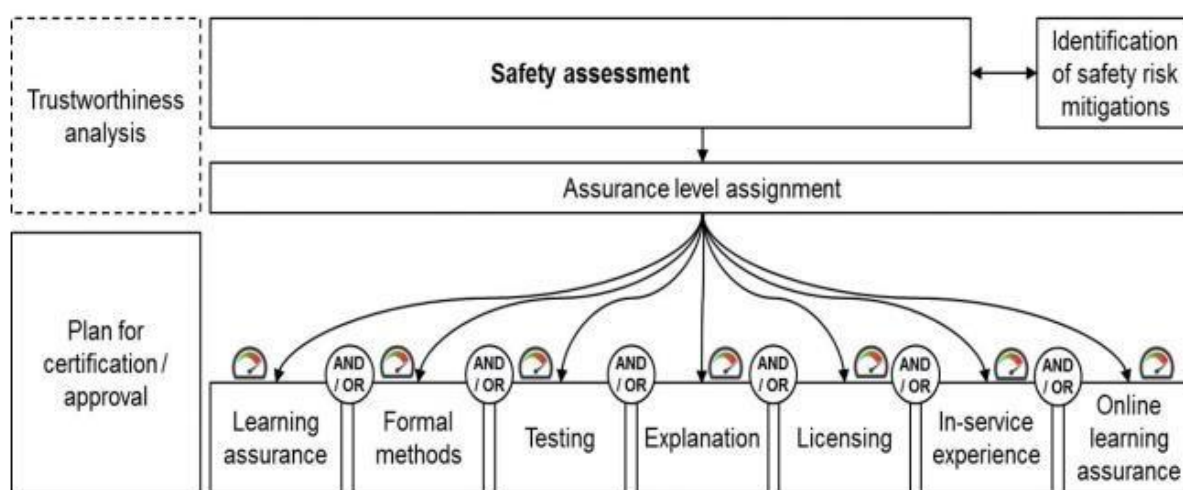 Trustworthiness
analysis
Safety assessment
Identification
of safety risk
mitigations
Assurance level assignment
Plan for
certification /
approval
AND
/ OR
AND
/ OR
AND
/ OR
AND
/ OR
AND
/ OR
AND
/ OR
Learning
assurance
Formal
methods
Testing
Explanation
Licensing
In-service
experience
Online
learning
assurance